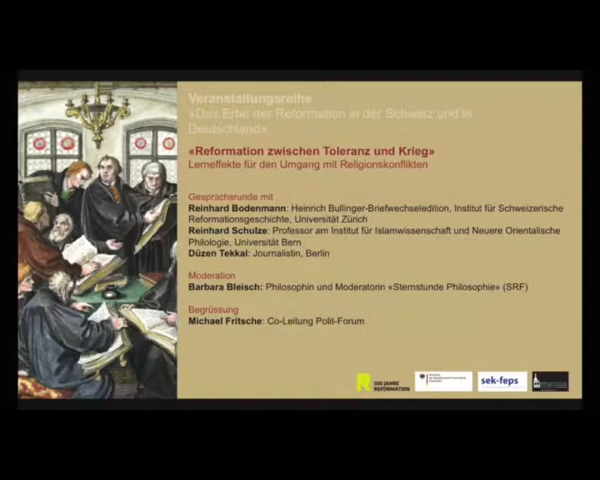 Veranstaltungsreihe
«Das Erbe der Reformation in der Schweiz und in
Deutschland»
«Reformation zwischen Toleranz und Krieg»
Lerneffekte für den Umgang mit Religionskonflikten
Gesprächsrunde mit
Reinhard Bodenmann: Heinrich Bullinger-Briefwechseledition, Institut für Schweizerische
Reformationsgeschichte, Universität Zürich
Reinhard Schulze: Professor am Institut für Islamwissenschaft und Neuere Orientalische
Philologie, Universität Bern
Düzen Tekkal: Journalistin, Berlin
Moderation
Barbara Bleisch: Philosophin und Moderatorin «Sternstunde Philosophie» (SRF)
Begrüssung
Michael Fritsche: Co-Leitung Polit-Forum
500 JAHRE
REFORMATION
sek·feps